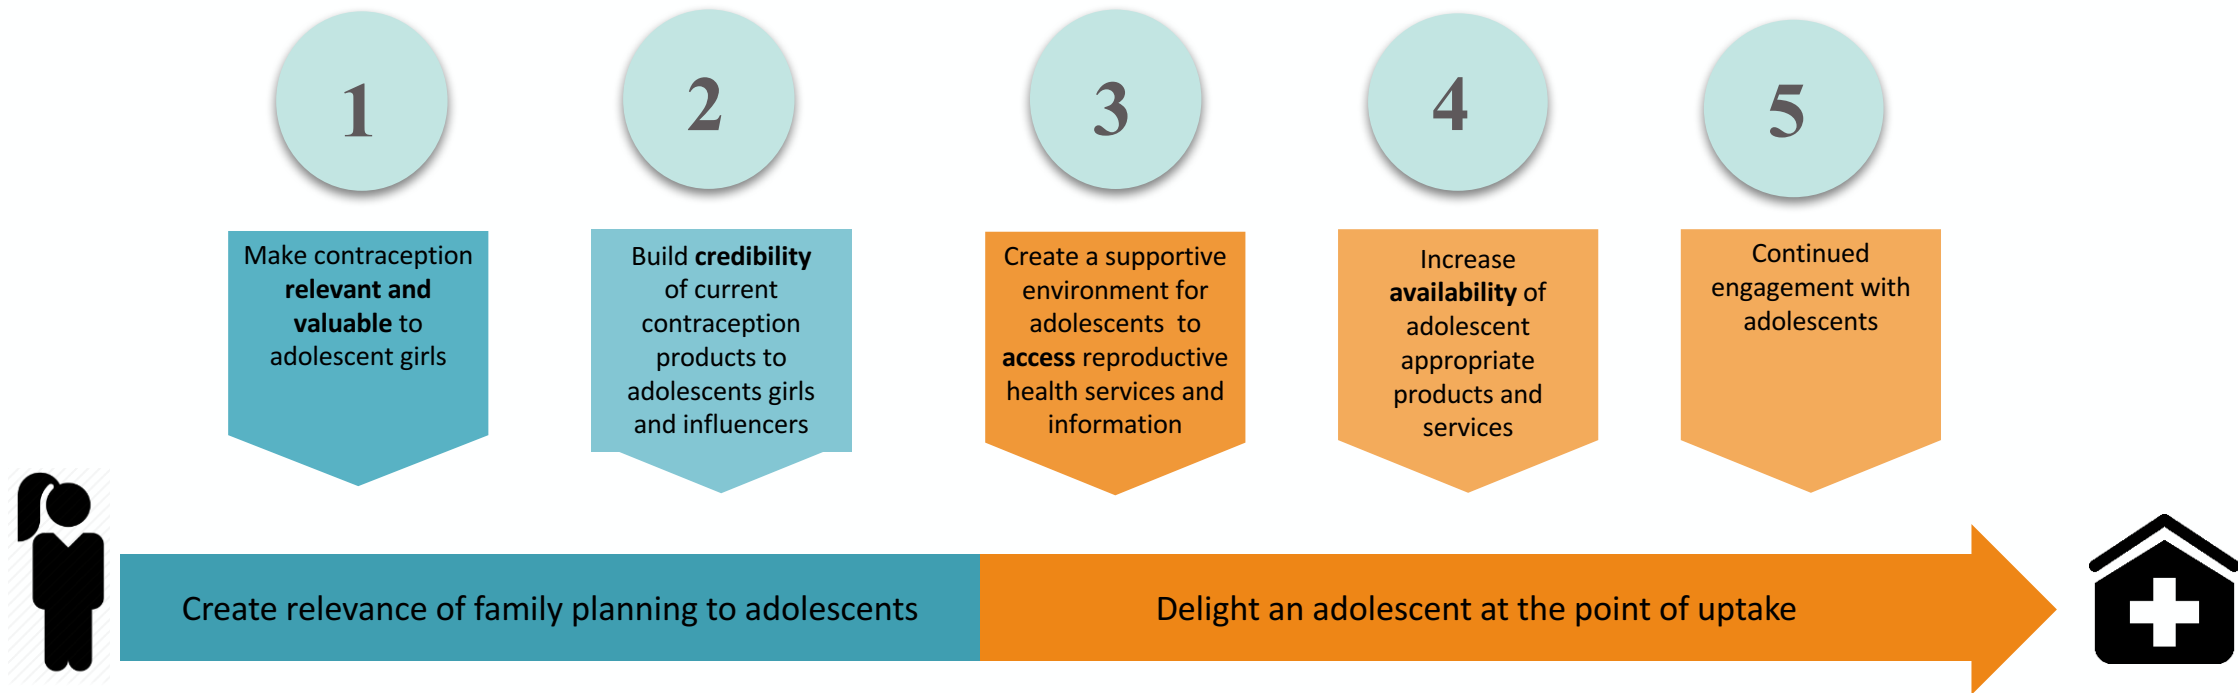 1
2
3
4
5
Make contraception
relevant and
valuable to
adolescent girls
Build credibility
of current
contraception
products to
adolescents girls
and influencers
Create a supportive
environment for
adolescents to
access reproductive
health services and
information
Increase
availability of
adolescent
appropriate
products and
services
Continued
engagement with
adolescents
Create relevance of family planning to adolescents
Delight an adolescent at the point of uptake